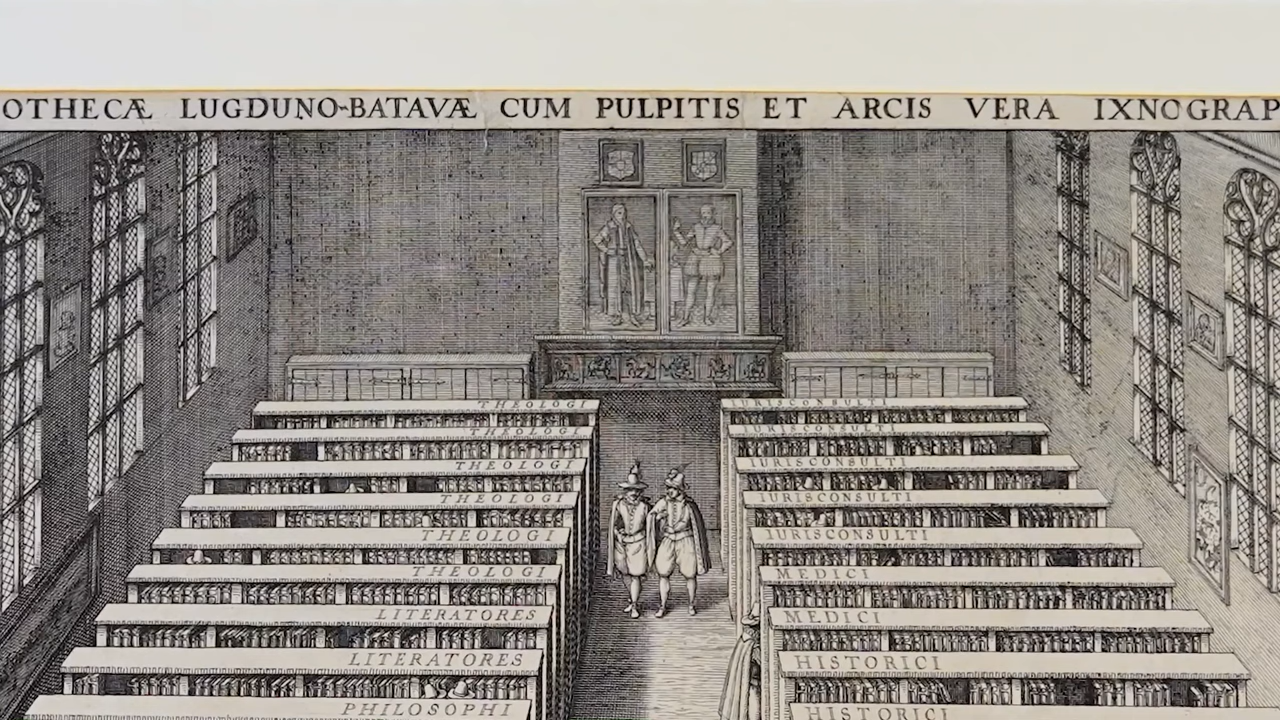 OTHECÆ LUGDUNO-BATAVÆ CUM PULPITIS ET ARCIS VERA IXNOGRAP
THEOLOGI
THEOLOGI
THEOLOGI
THEOLOGI
THEOLOGI
THEOLOGI
LITERATORES
LITERATORES
PHILOSOPHI
IURISCONSULTI
IURISCONSULTI
IURISCONSULTI
IURISCONSULTI
IURISCONSULTI
MEDICI
MEDICI
HISTORICI
HISTORICI